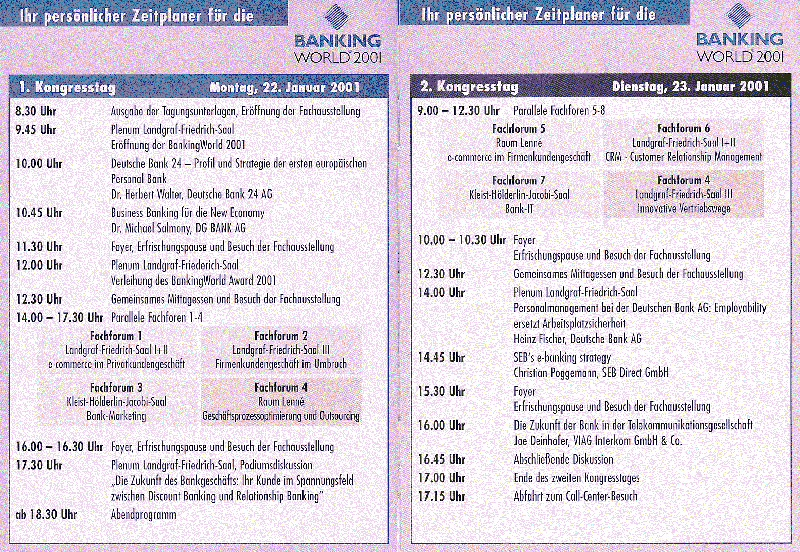 Ihr persönlicher Zeitplaner für die
BANKING
WORLD 2001
1. Kongresstag Montag, 22. Januar 2001
8.30 Uhr Ausgabe der Tagungsunterlagen, Eröffnung der Fachausstellung
9.45 Uhr Plenum Landgraf-Friedrich-Saal
Eröffnung der BankingWorld 2001
10.00 Uhr Deutsche Bank 24 – Profil und Strategie der ersten europäischen
Personal Bank
Dr. Herbert Walter, Deutsche Bank 24 AG
10.45 Uhr Business Banking für die New Economy
Dr. Michael Salmony, DG BANK AG
11.30 Uhr Foyer, Erfrischungspause und Besuch der Fachausstellung
12.00 Uhr Plenum Landgraf-Friederich-Saal
Verleihung des BankingWorld Award 2001
12.30 Uhr Gemeinsames Mittagessen und Besuch der Fachausstellung
14.00 – 17.30 Uhr Parallele Fachforen 1-4
Fachforum 1
Landgraf-Friedrich-Saal I+II
e-commerce im Privatkundengeschäft
Fachforum 2
Landgraf-Friedrich-Saal III
Firmenkundengeschäft im Umbruch
Fachforum 3
Kleist-Hölderlin-Jacobi-Saal
Bank-Marketing
Fachforum 4
Raum Lenné
Geschäftsprozessoptimierung und Outsourcing
16.00 – 16.30 Uhr Foyer, Erfrischungspause und Besuch der Fachausstellung
17.30 Uhr Plenum Landgraf-Friedrich-Saal, Podiumsdiskussion
„Die Zukunft des Bankgeschäfts: Ihr Kunde im Spannungsfeld
zwischen Discount Banking und Relationship Banking“
ab 18.30 Uhr Abendprogramm
Ihr persönlicher Zeitplaner für die
BANKING
WORLD 2001
2. Kongresstag Dienstag, 23. Januar 2001
9.00 – 12.30 Uhr Parallele Fachforen 5-8
Fachforum 5
Raum Lenné
e-commerce im Firmenkundengeschäft
Fachforum 6
Landgraf-Friedrich-Saal I+II
CRM - Customer Relationship Management
Fachforum 7
Kleist-Hölderlin-Jacobi-Saal
Bank-IT
Fachforum 4
Landgraf-Friedrich-Saal III
Innovative Vertriebswege
10.00 – 10.30 Uhr Foyer
Erfrischungspause und Besuch der Fachausstellung
12.30 Uhr Gemeinsames Mittagessen und Besuch der Fachausstellung
14.00 Uhr Plenum Landgraf-Friedrich-Saal
Personalmanagement bei der Deutschen Bank AG: Employability
ersetzt Arbeitsplatzsicherheit
Heinz Fischer, Deutsche Bank AG
14.45 Uhr SEB's e-banking strategy
Christian Poggemann, SEB Direct GmbH
15.30 Uhr Foyer
Erfrischungspause und Besuch der Fachausstellung
16.00 Uhr Die Zukunft der Bank in der Telekommunikationsgesellschaft
Joe Deinhofer, VIAG Interkom GmbH & Co.
16.45 Uhr Abschließende Diskussion
17.00 Uhr Ende des zweiten Kongresstages
17.15 Uhr Abfahrt zum Call-Center-Besuch